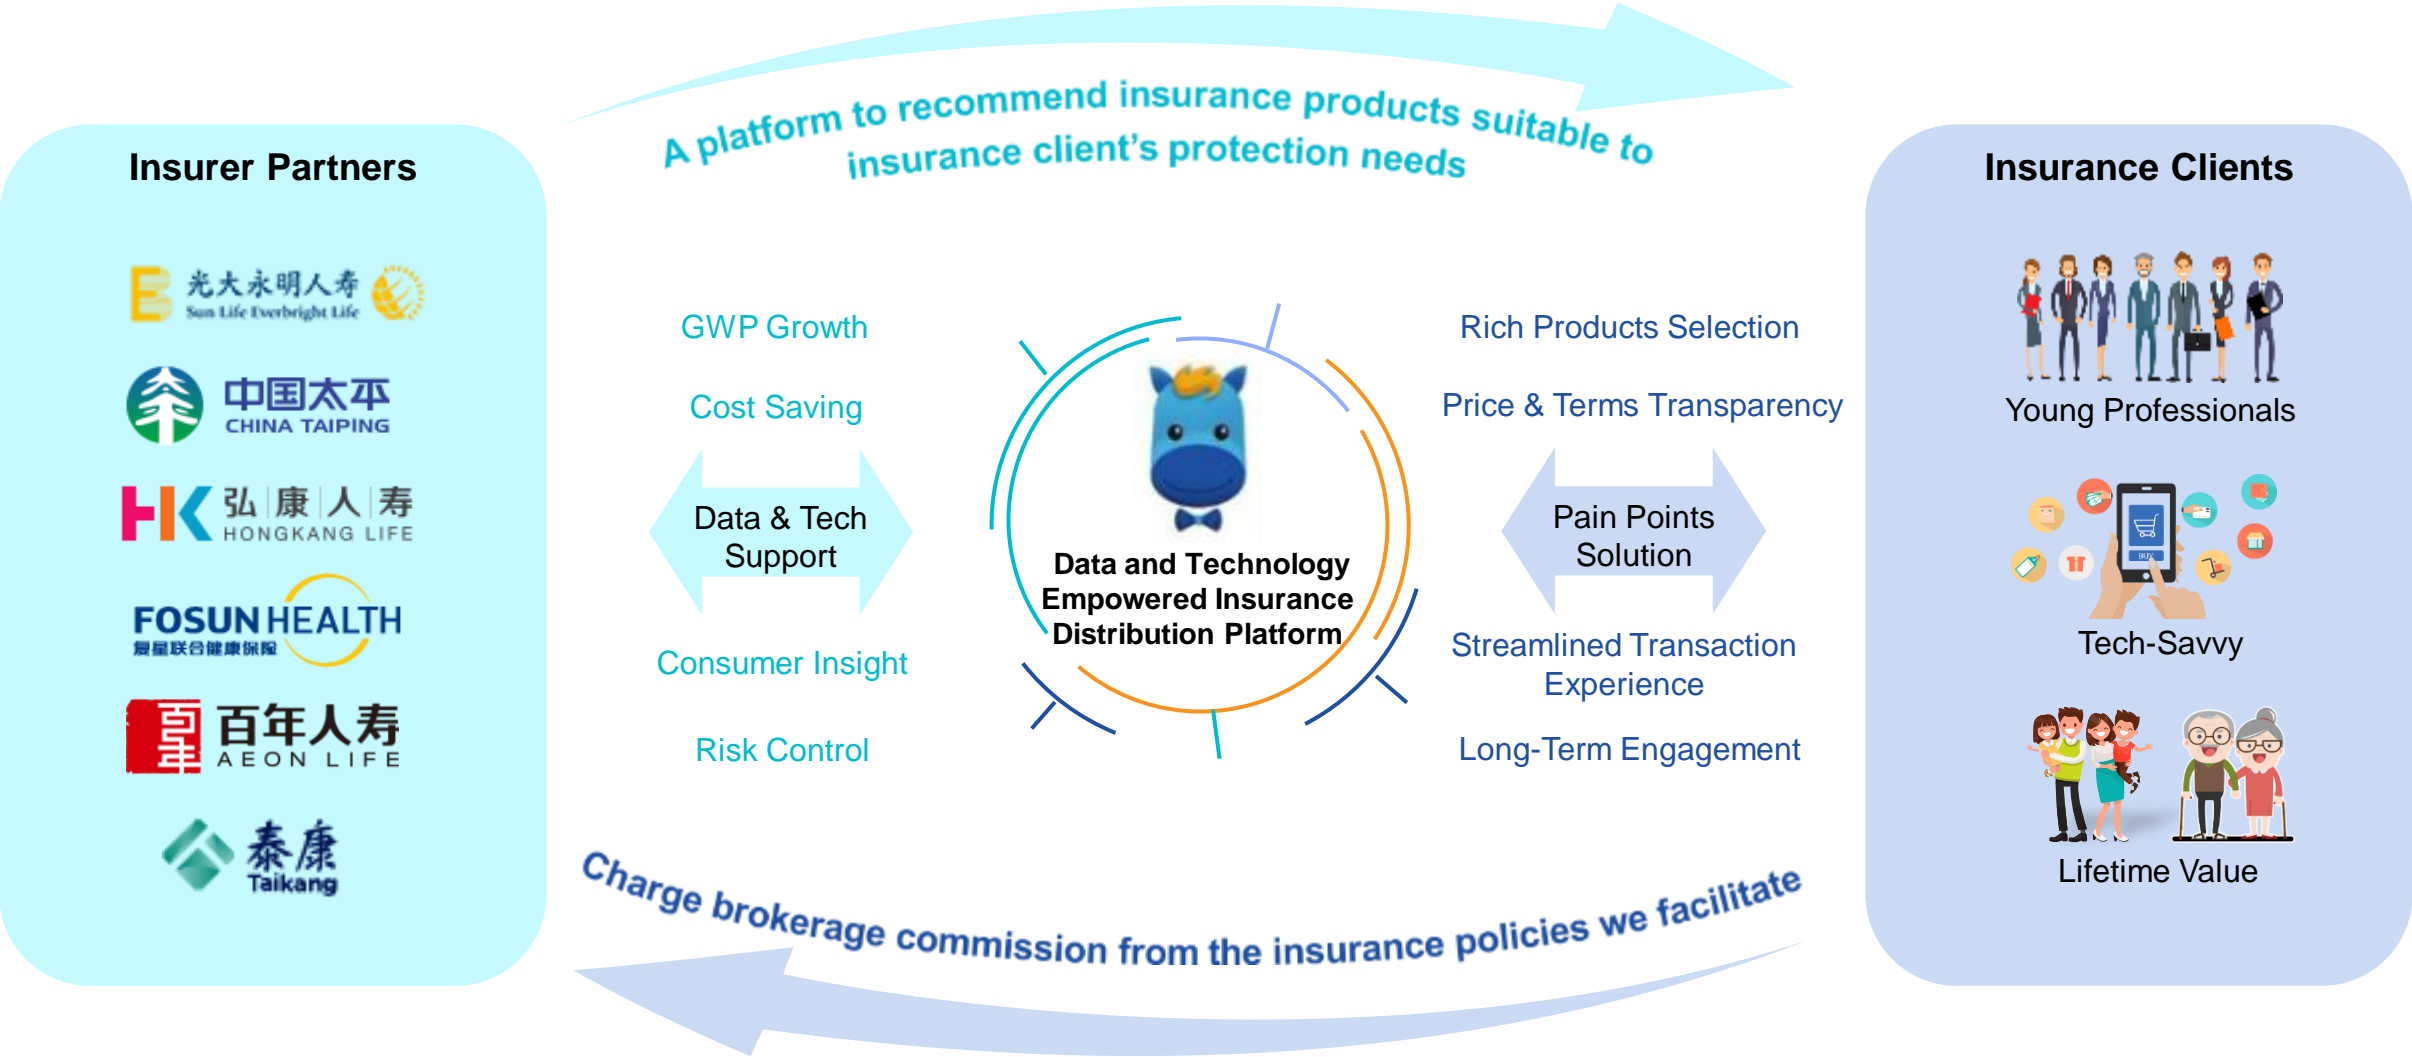 A platform to recommend insurance products suitable to
insurance client's protection needs
Insurer Partners
光大永明人寿
Sun Life Everbright Life
中国太平
CHINA TAIPING
HK 弘康人寿
HONGKANG LIFE
FOSUN HEALTH
复星联合健康保险
百年 百年人寿
AEON LIFE
泰康
Taikang
GWP Growth
Cost Saving
Data & Tech
Support
Consumer Insight
Risk Control
Data and Technology
Empowered Insurance
Distribution Platform
Rich Products Selection
Price & Terms Transparency
Pain Points
Solution
Streamlined Transaction
Experience
Long-Term Engagement
Insurance Clients
Young Professionals
BUY
Tech-Savvy
Lifetime Value
Charge brokerage commission from the insurance policies we facilitate